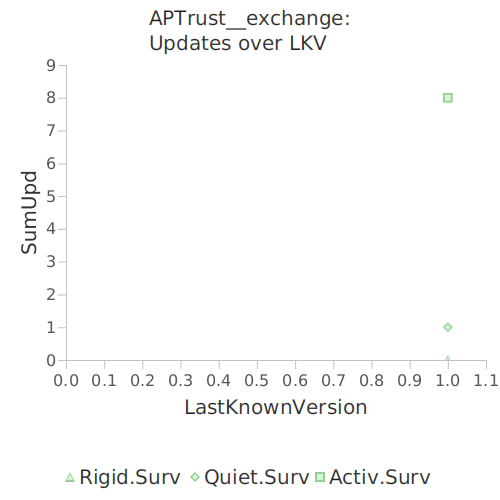 APTrust__exchange:
Updates over LKV
9
8
7
6
5
4
3
2
1
0
SumUpd
0.0 0.1 0.2 0.3 0.4 0.5 0.6 0.7 0.8 0.9 1.0 1.1
LastKnownVersion
Rigid.Surv Quiet.Surv Activ.Surv